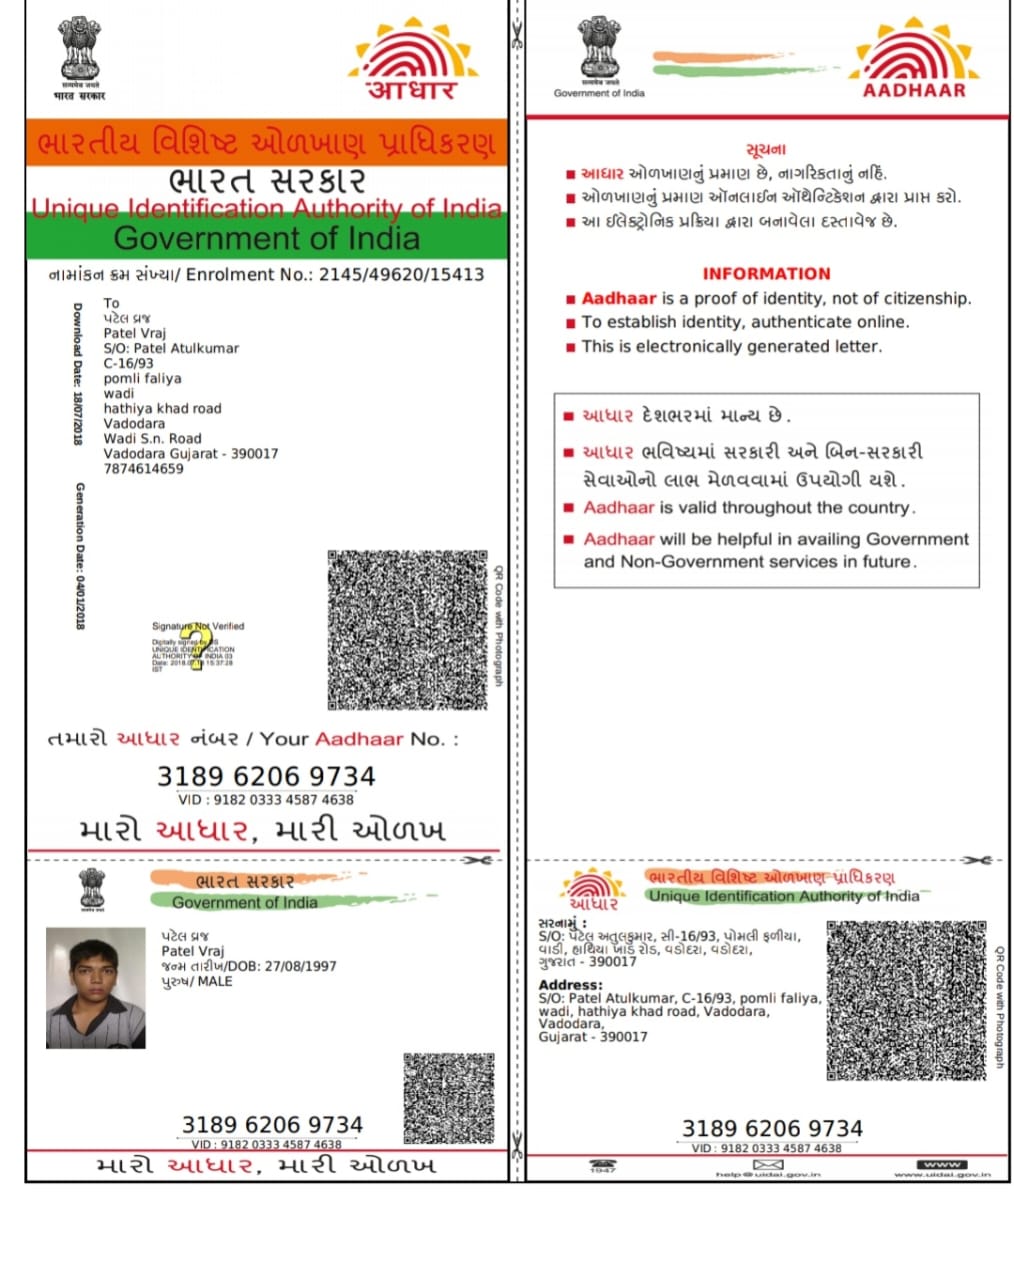 सत्यमेव जयते
भारत सरकार
आधार
ભારતીય વિશિષ્ટ ઓળખાણ પ્રાધિકરણ
ભારત સરકાર
Unique Identification Authority of India
Government of India
નામાંકન ક્રમ સંખ્યા/ Enrolment No.: 2145/49620/15413
Download Date: 18/07/2018
Generation Date: 04/01/2018
To
પટેલ વ્રજ
Patel Vraj
S/O: Patel Atulkumar
C-16/93
pomli faliya
wadi
hathiya khad road
Vadodara
Wadi S.n. Road
Vadodara Gujarat - 390017
7874614659
QR Code with Photograph
Signature Not Verified
Digitally signed by DS
UNIQUE IDENTIFICATION
AUTHORITY OF INDIA 03
Date: 2018.07.18 15:37:28
IST
તમારો આધાર નંબર / Your Aadhaar No. :
3189 6206 9734
VID : 9182 0333 4587 4638
મારો આધાર, મારી ઓળખ
सत्यमेव जयते
Government of India
AADHAAR
સૂચના
આધાર ઓળખાણનું પ્રમાણ છે, નાગરિકતાનું નહિં.
ઓળખાણનું પ્રમાણ ઑનલાઈન ઑથેન્ટિકેશન દ્વારા પ્રાપ્ત કરો.
આ ઈલેક્ટ્રોનિક પ્રક્રિયા દ્વારા બનાવેલા દસ્તાવેજ છે.
INFORMATION
Aadhaar is a proof of identity, not of citizenship.
To establish identity, authenticate online.
This is electronically generated letter.
આધાર દેશભરમાં માન્ય છે.
આધાર ભવિષ્યમાં સરકારી અને બિન-સરકારી
સેવાઓનો લાભ મેળવવામાં ઉપયોગી થશે.
Aadhaar is valid throughout the country.
Aadhaar will be helpful in availing Government
and Non-Government services in future.
ભારત સરકાર
Government of India
પટેલ વ્રજ
Patel Vraj
જન્મ તારીખ/DOB: 27/08/1997
પુરુષ/ MALE
3189 6206 9734
VID : 9182 0333 4587 4638
મારો આધાર, મારી ઓળખ
आधार
ભારતીય વિશિષ્ટ ઓળખાણ પ્રાધિકરણ
Unique Identification Authority of India
સરનામું :
S/O: પટેલ અતુલકુમાર, સી-16/93, પોમલી ફળીયા,
વાડી, હાથિયા ખાડ રોડ, વડોદરા, વડોદરા,
ગુજરાત - 390017
Address:
S/O: Patel Atulkumar, C-16/93, pomli faliya,
wadi, hathiya khad road, Vadodara,
Vadodara,
Gujarat - 390017
QR Code with Photograph
3189 6206 9734
VID : 9182 0333 4587 4638
1947
help@uidai.gov.in
www
www.uidai.gov.in